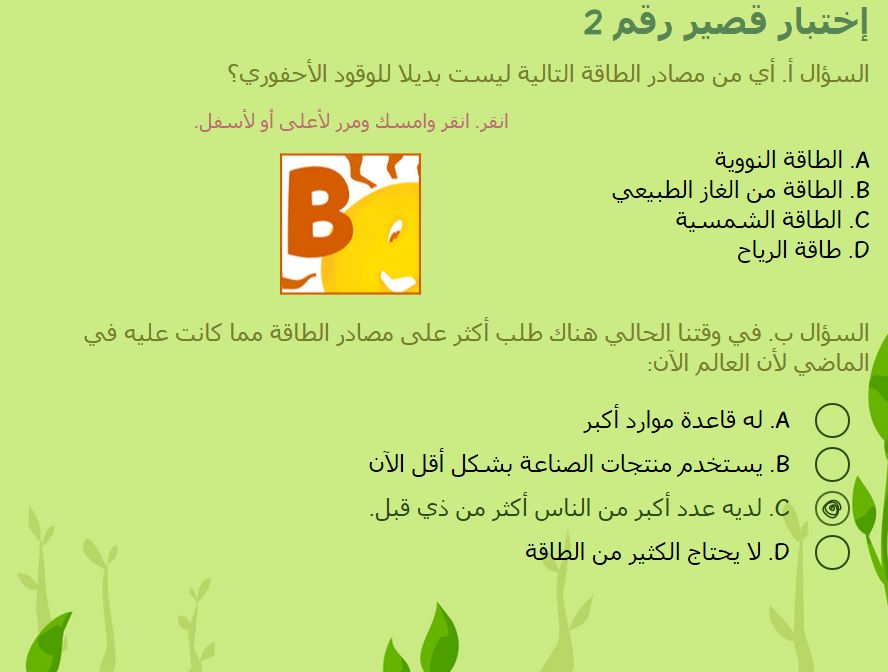 إختبار قصير رقم 2
السؤال أ. أي من مصادر الطاقة التالية ليست بديلا للوقود الأحفوري؟
انقر. انقر وامسك ومرر لأعلى أو لأسفل.
A. الطاقة النووية
B. الطاقة من الغاز الطبيعي
C. الطاقة الشمسية
D. طاقة الرياح
B
السؤال ب. في وقتنا الحالي هناك طلب أكثر على مصادر الطاقة مما كانت عليه في
الماضي لأن العالم الآن:
A. له قاعدة موارد أكبر
B. يستخدم منتجات الصناعة بشكل أقل الآن
C. لديه عدد أكبر من الناس أكثر من ذي قبل.
D. لا يحتاج الكثير من الطاقة